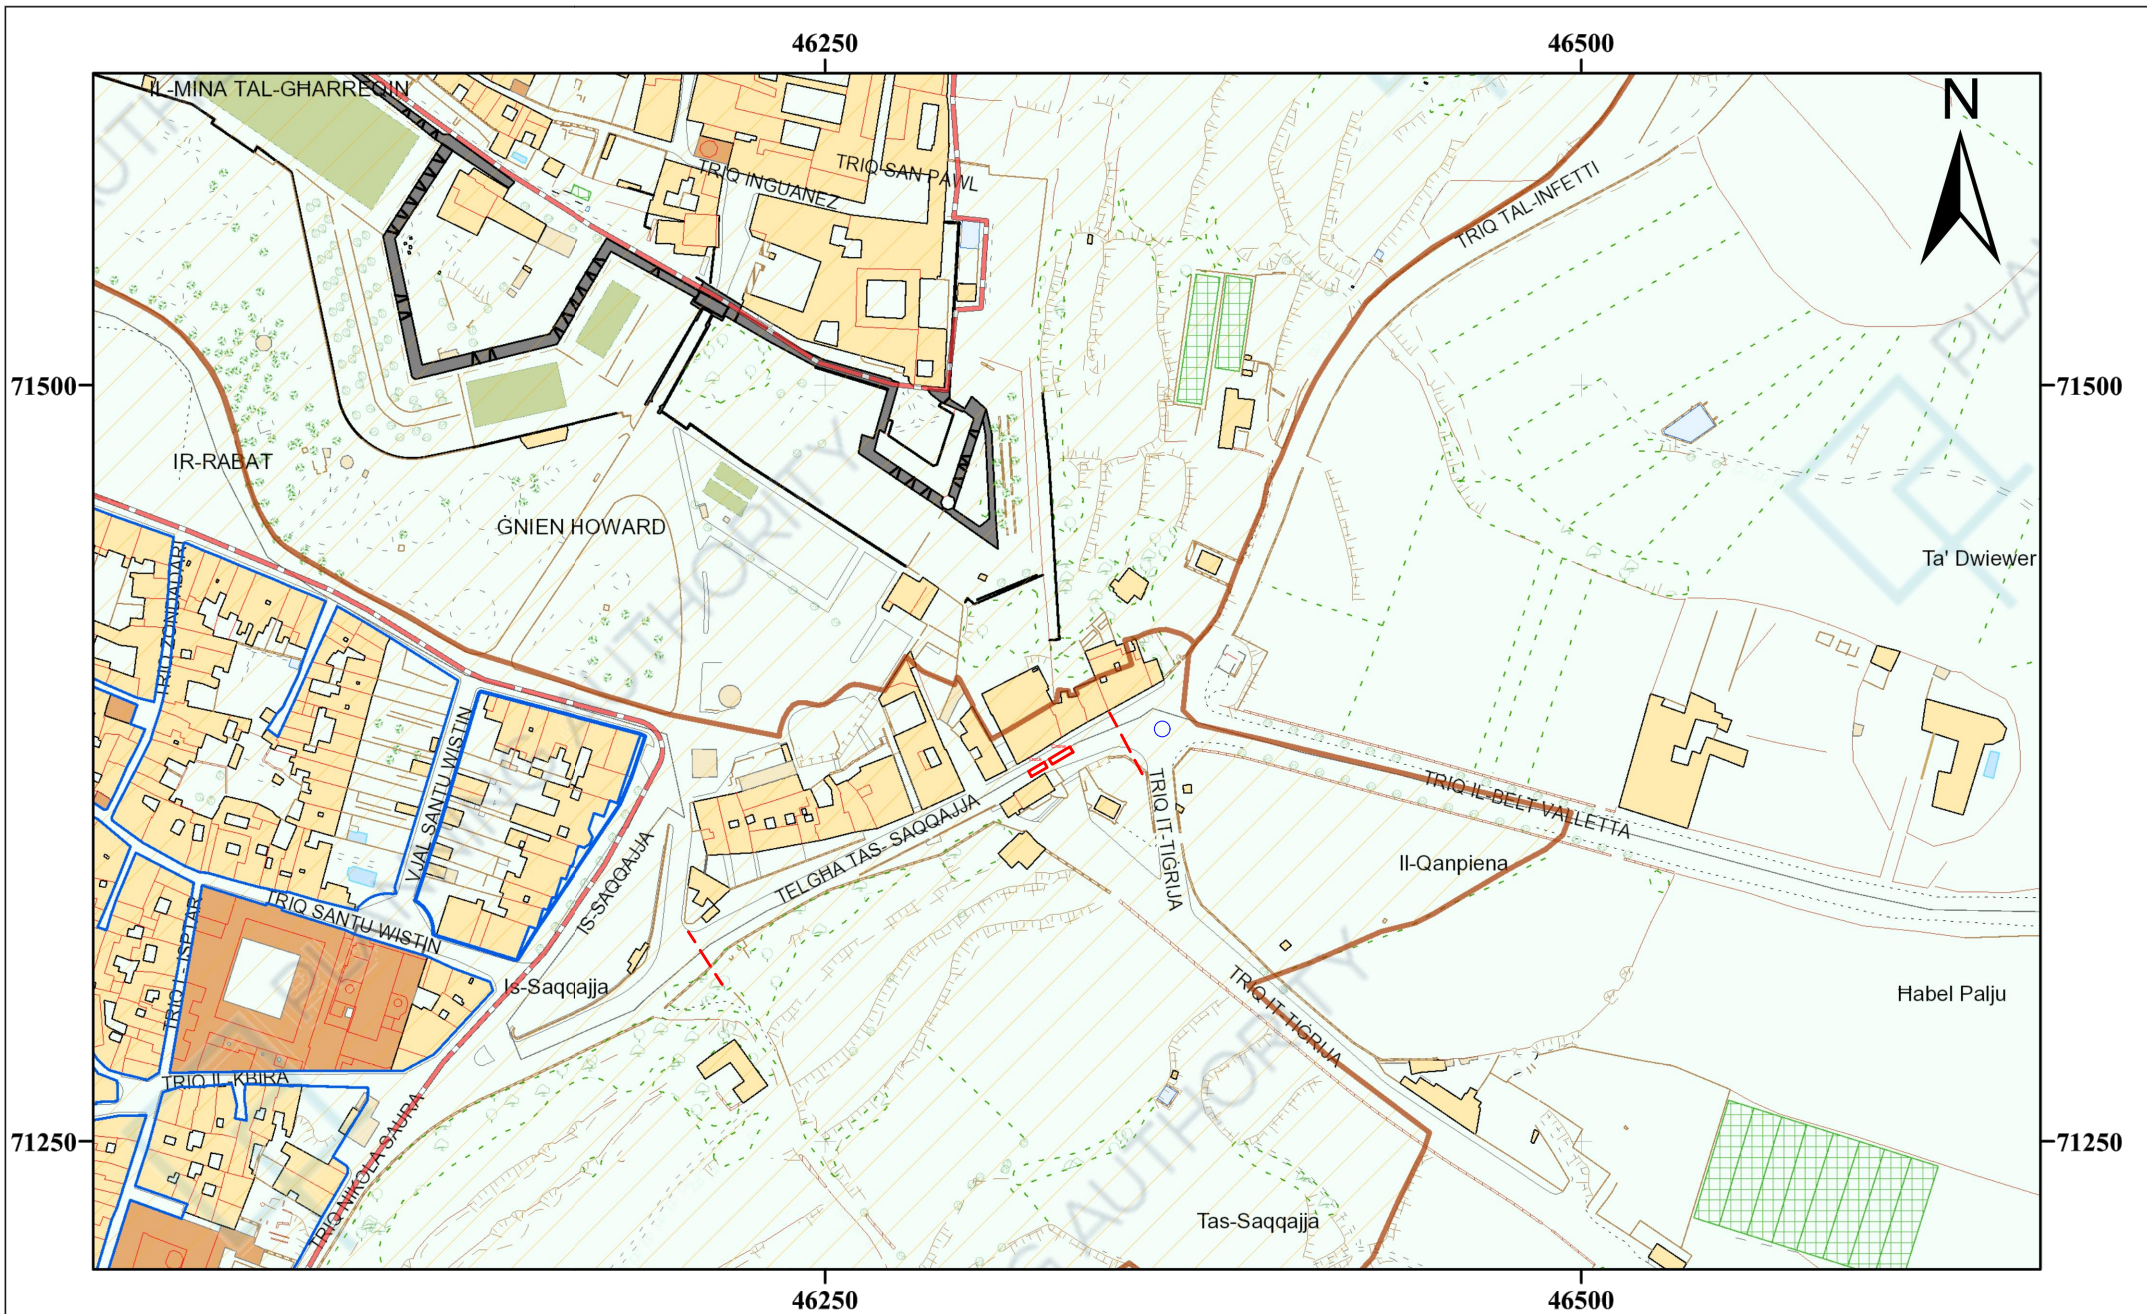 46250
46500
N
IL-MINA TAL-GĦARREQIN
TRIQ SAN PAWL
TRIQ INGUANEZ
TRIQ TAL-INFETTI
71500
71500
IR-RABAT
ĠNIEN HOWARD
Ta' Dwiewer
TRIQ ZONDADARI
VJAL SANTU WISTIN
TRIQ IL-BELT VALLETTA
TRIQ IT-TIĠRIJA
TELGĦA TAS- SAQQAJJA
IS-SAQQAJJA
Il-Qanpiena
TRIQ SANTU WISTIN
TRIQ L - ISPTAR
Is-Saqqajja
TRIQ IT-TIĠRIJA
Ħabel Palju
TRIQ IL-KBIRA
TRIQ NIKOLA SAURA
71250
71250
Tas-Saqqajja
46250
46500
PLANNING AUTHORITY